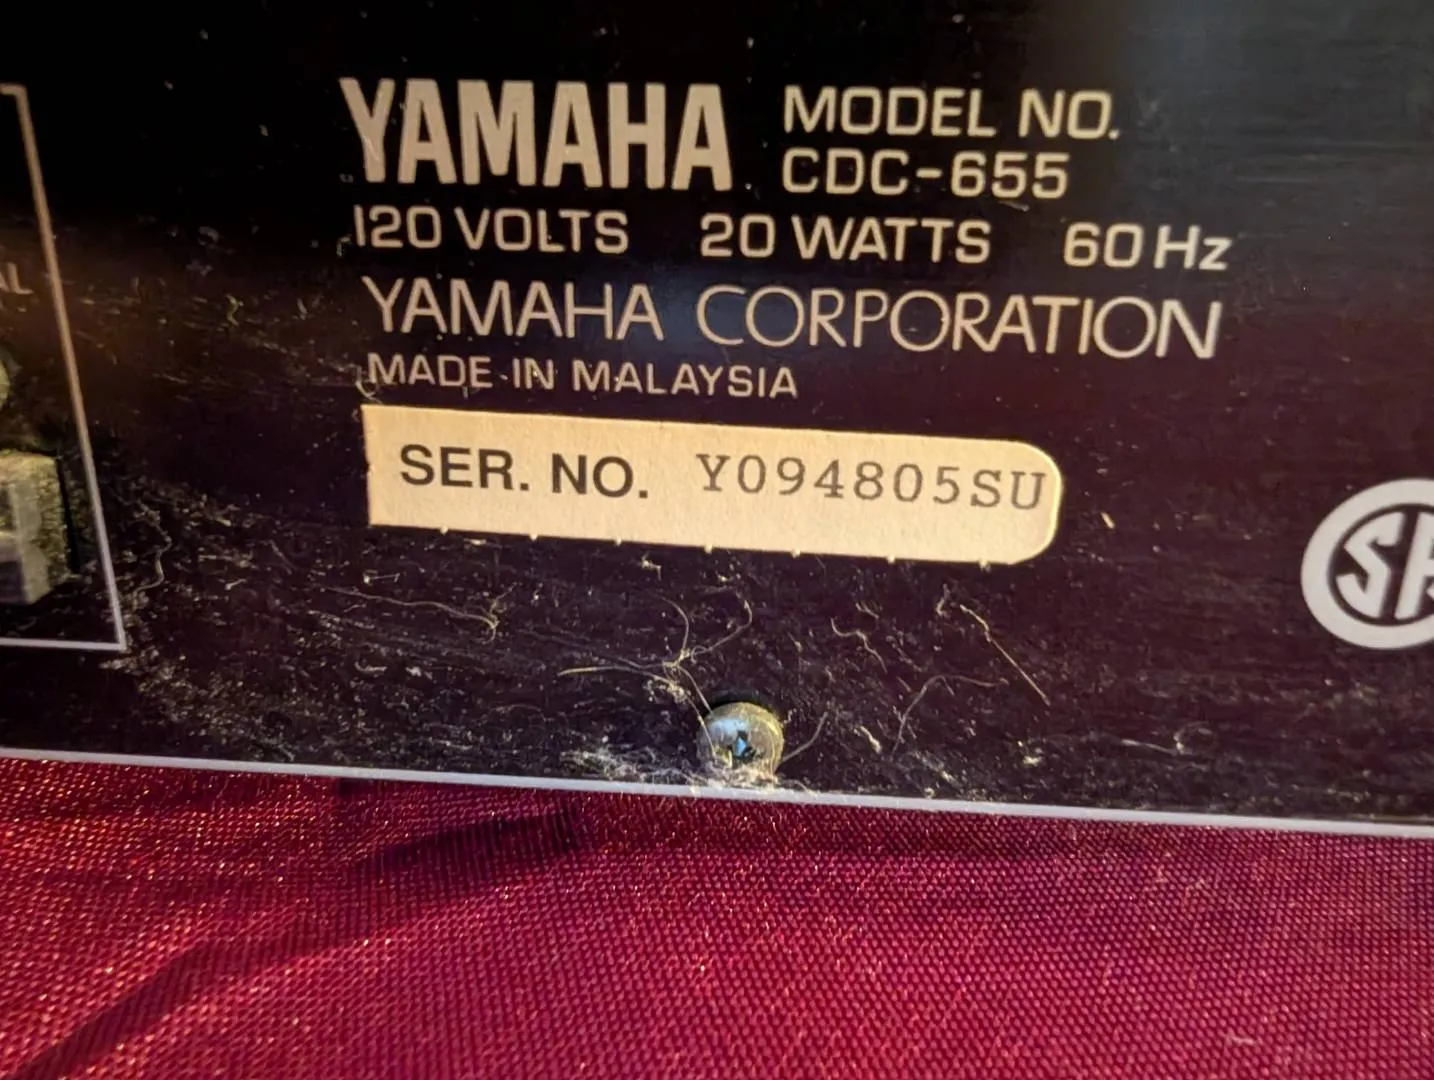 YAMAHA MODEL NO.
CDC-655
120 VOLTS 20 WATTS 60 Hz
YAMAHA CORPORATION
MADE IN MALAYSIA
SER. NO. Y094805SU